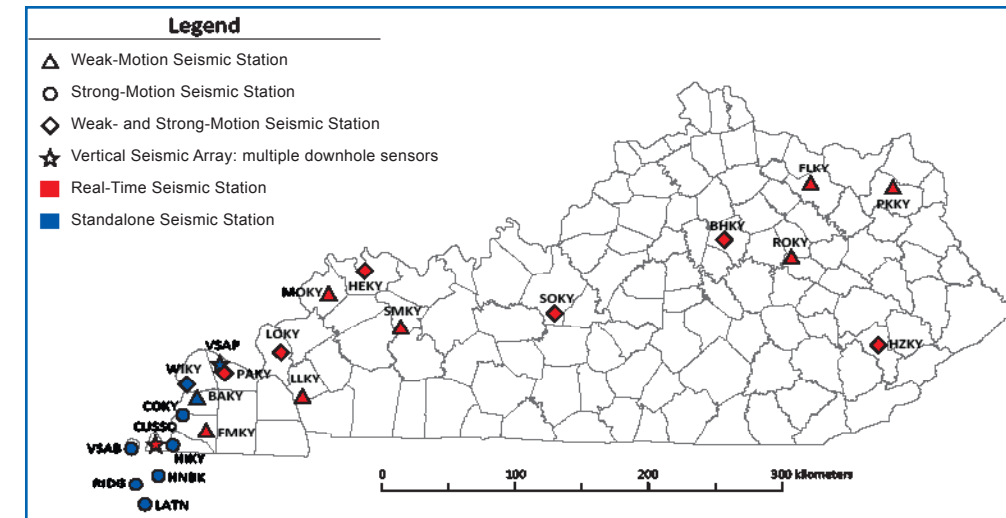 Legend
Weak-Motion Seismic Station
Strong-Motion Seismic Station
Weak- and Strong-Motion Seismic Station
Vertical Seismic Array: multiple downhole sensors
Real-Time Seismic Station
Standalone Seismic Station
FLKY
PKKY
BHKY
ROKY
HEKY
MOKY
SOKY
SMKY
HZKY
LOKY
VSAP
WIKY
PAKY
LLKY
BAKY
COKY
CUSSO
FMKY
VSAB
HIKY
HNBK
RIDG
LATN
0 100 200 300 kilometers